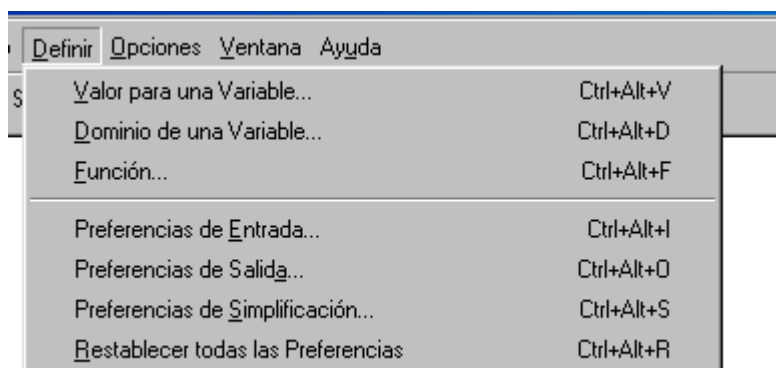 Definir Opciones Ventana Ayuda
S
Valor para una Variable... Ctrl+Alt+V
Dominio de una Variable... Ctrl+Alt+D
Función... Ctrl+Alt+F
Preferencias de Entrada... Ctrl+Alt+I
Preferencias de Salida... Ctrl+Alt+O
Preferencias de Simplificación... Ctrl+Alt+S
Restablecer todas las Preferencias Ctrl+Alt+R